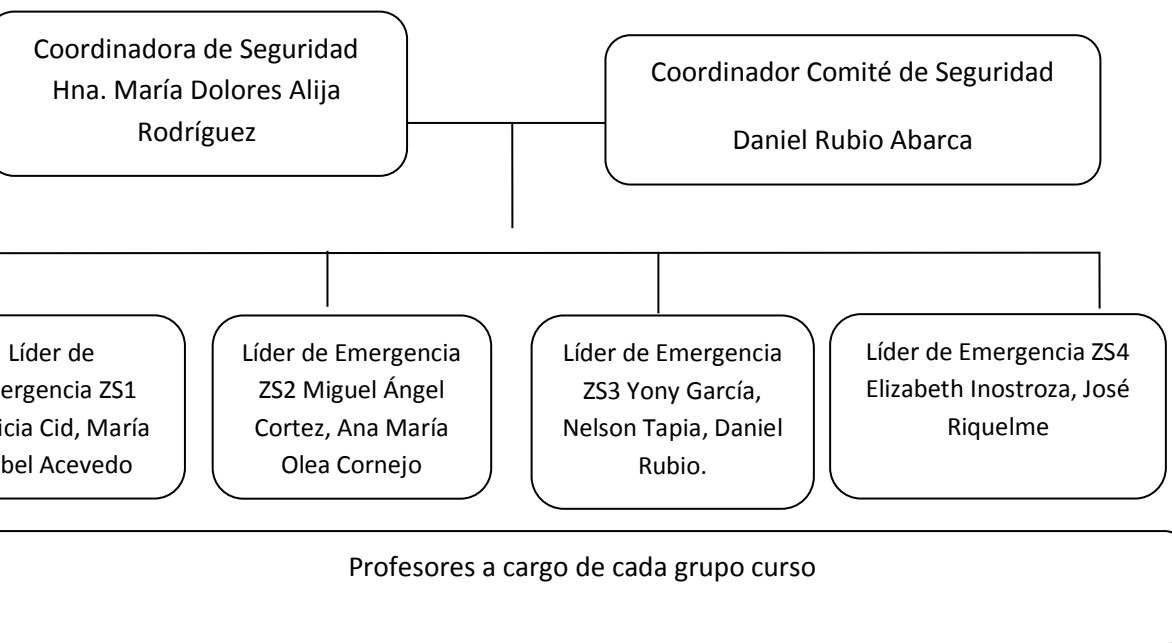 Coordinadora de Seguridad
Hna. María Dolores Alija
Rodríguez
Coordinador Comité de Seguridad
Daniel Rubio Abarca
Líder de
ergencia ZS1
icia Cid, María
bel Acevedo
Líder de Emergencia
ZS2 Miguel Ángel
Cortez, Ana María
Olea Cornejo
Líder de Emergencia
ZS3 Yony García,
Nelson Tapia, Daniel
Rubio.
Líder de Emergencia ZS4
Elizabeth Inostroza, José
Riquelme
Profesores a cargo de cada grupo curso